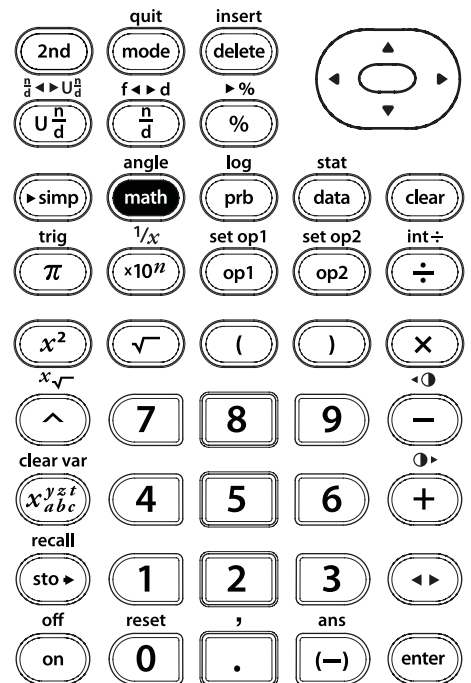 quit insert
2nd mode delete
n/d ◄► U n/d f ◄► d ► %
U n/d n/d %
angle log stat
►simp math prb data clear
trig 1/x set op1 set op2 int÷
π ×10ⁿ op1 op2 ÷
x² √ ( ) ×
ˣ√ ◄◑
^ 7 8 9 −
clear var ◑►
x y z t a b c 4 5 6 +
recall
sto ➧ 1 2 3 ◄►
off reset , ans
on 0 . (−) enter